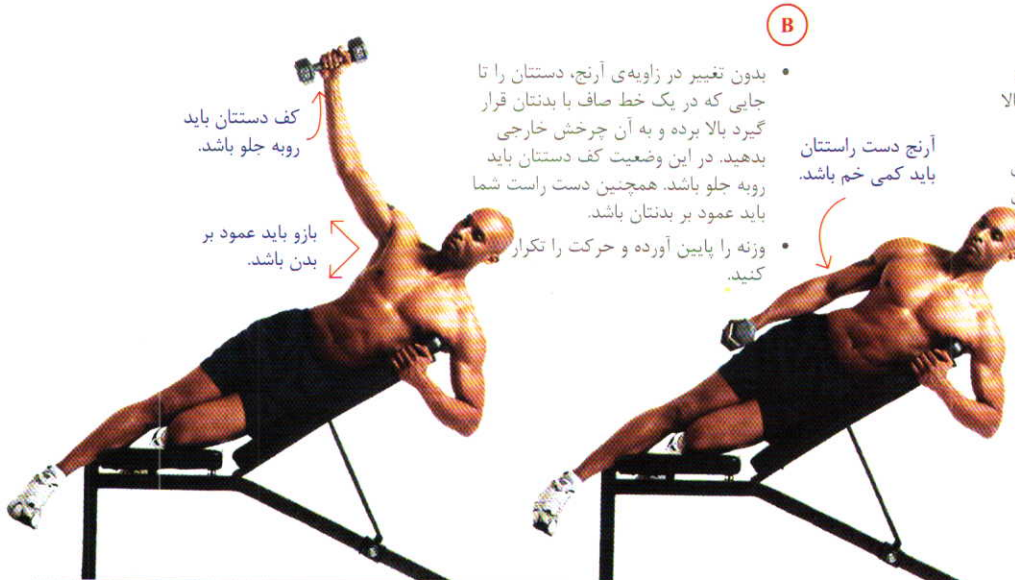 B
• بدون تغییر در زاویه‌ی آرنج، دستتان را تا
جایی که در یک خط صاف با بدنتان قرار
گیرد بالا برده و به آن چرخش خارجی
بدهید. در این وضعیت کف دستتان باید
روبه جلو باشد. همچنین دست راست شما
باید عمود بر بدنتان باشد.
• وزنه را پایین آورده و حرکت را تکرار
کنید.
آرنج دست راستتان
باید کمی خم باشد.
کف دستتان باید
روبه جلو باشد.
بازو باید عمود بر
بدن باشد.